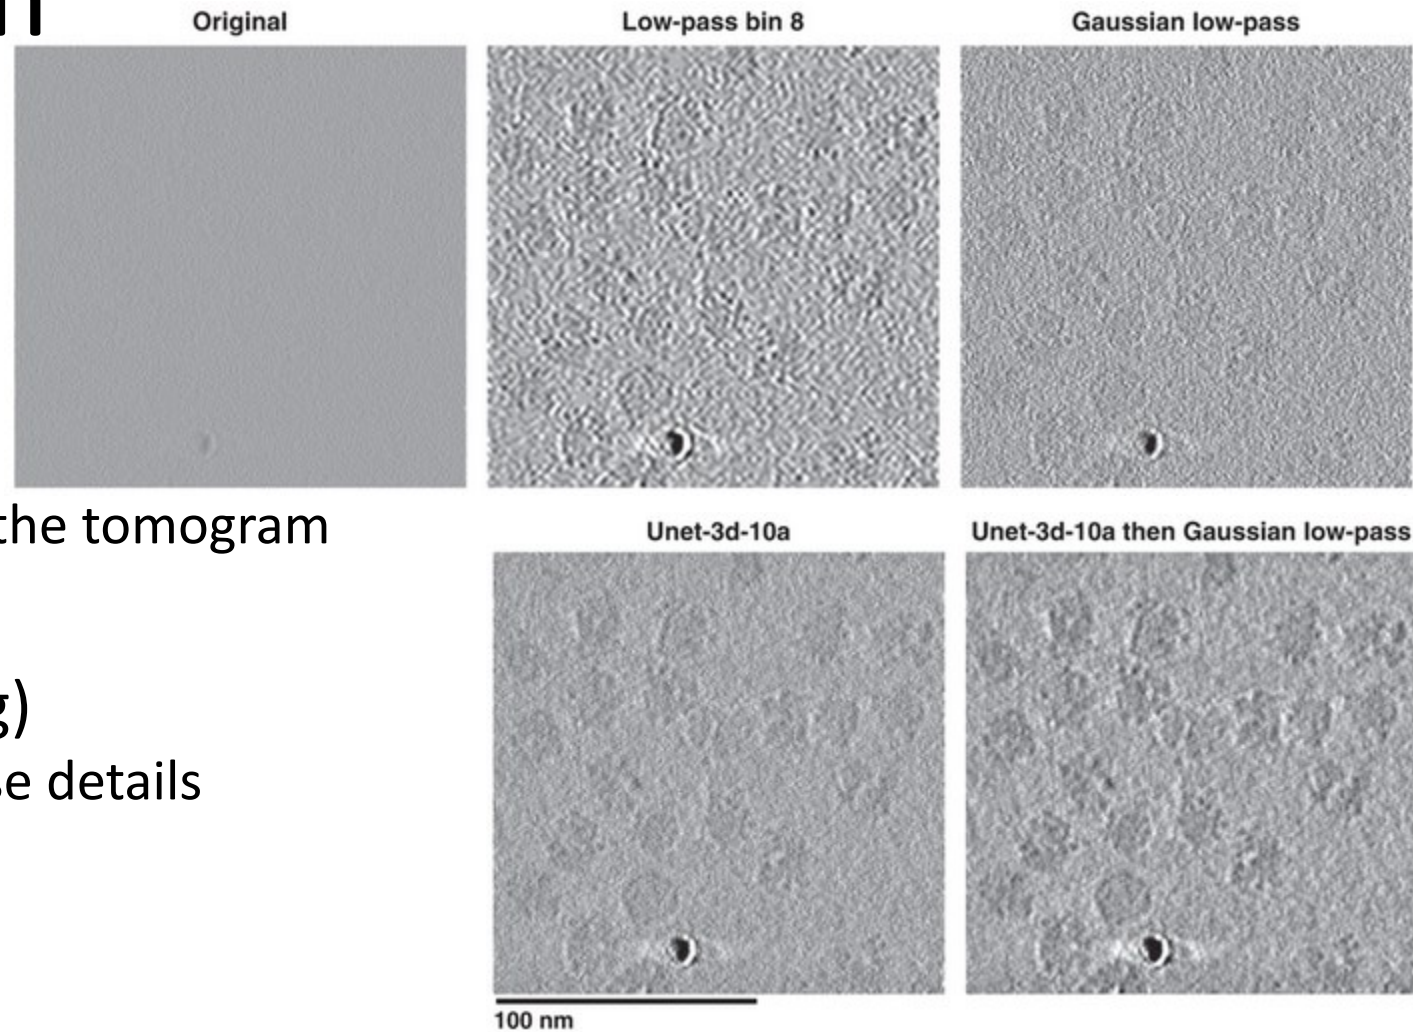 Original
Low-pass bin 8
Gaussian low-pass
the tomogram
Unet-3d-10a
Unet-3d-10a then Gaussian low-pass
g)
se details
100 nm